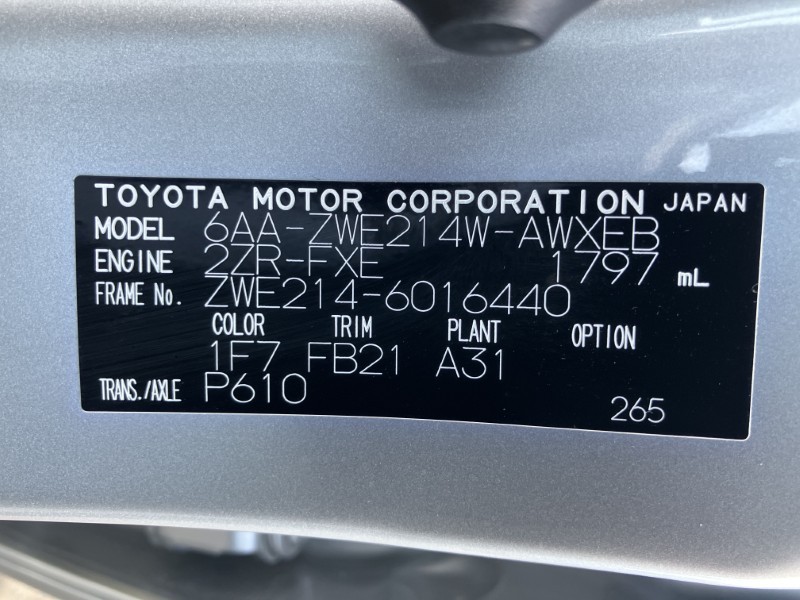 TOYOTA MOTOR CORPORATION JAPAN
MODEL 6AA-ZWE214W-AWXEB
ENGINE 2ZR-FXE 1797 mL
FRAME No. ZWE214-6016440
COLOR TRIM PLANT OPTION
1F7 FB21 A31
TRANS./AXLE P610
265